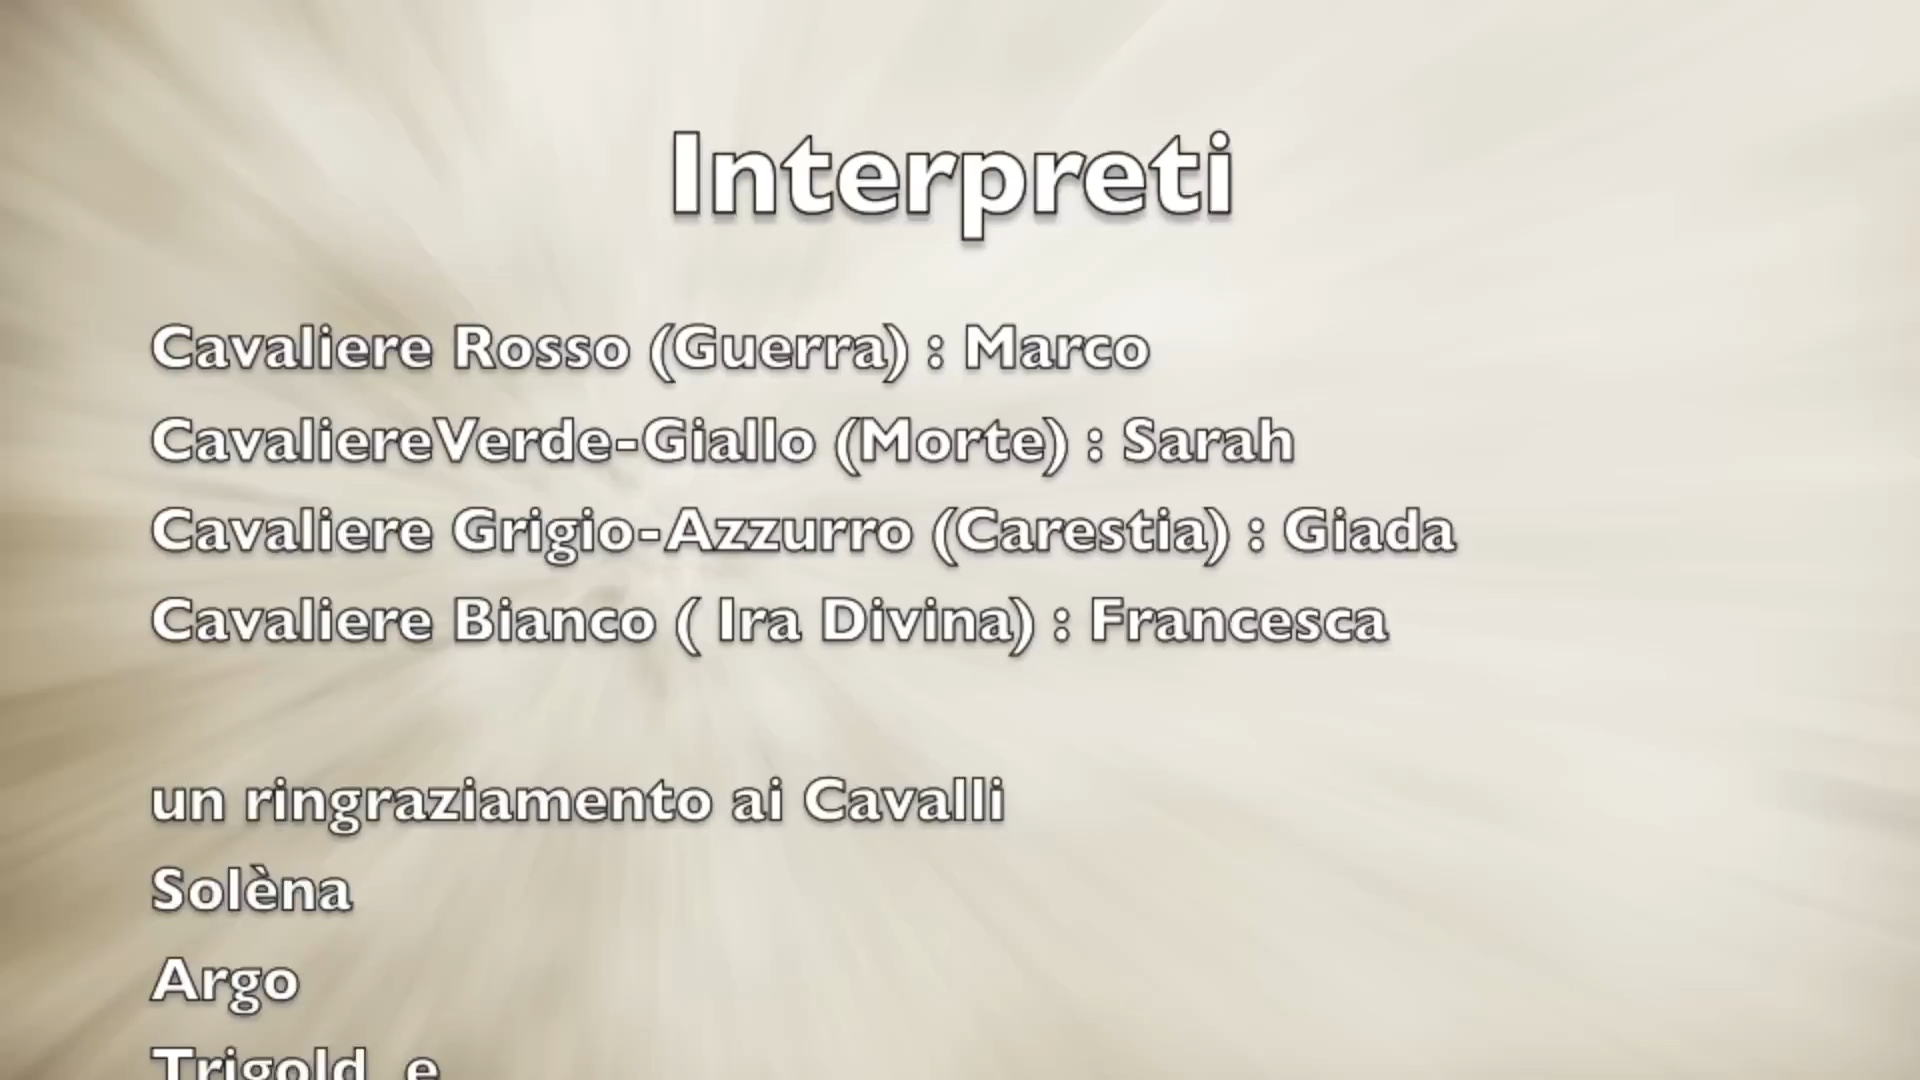 Interpreti
Cavaliere Rosso (Guerra) : Marco
CavaliereVerde-Giallo (Morte) : Sarah
Cavaliere Grigio-Azzurro (Carestia) : Giada
Cavaliere Bianco ( Ira Divina) : Francesca
un ringraziamento ai Cavalli
Solèna
Argo
Trigold e